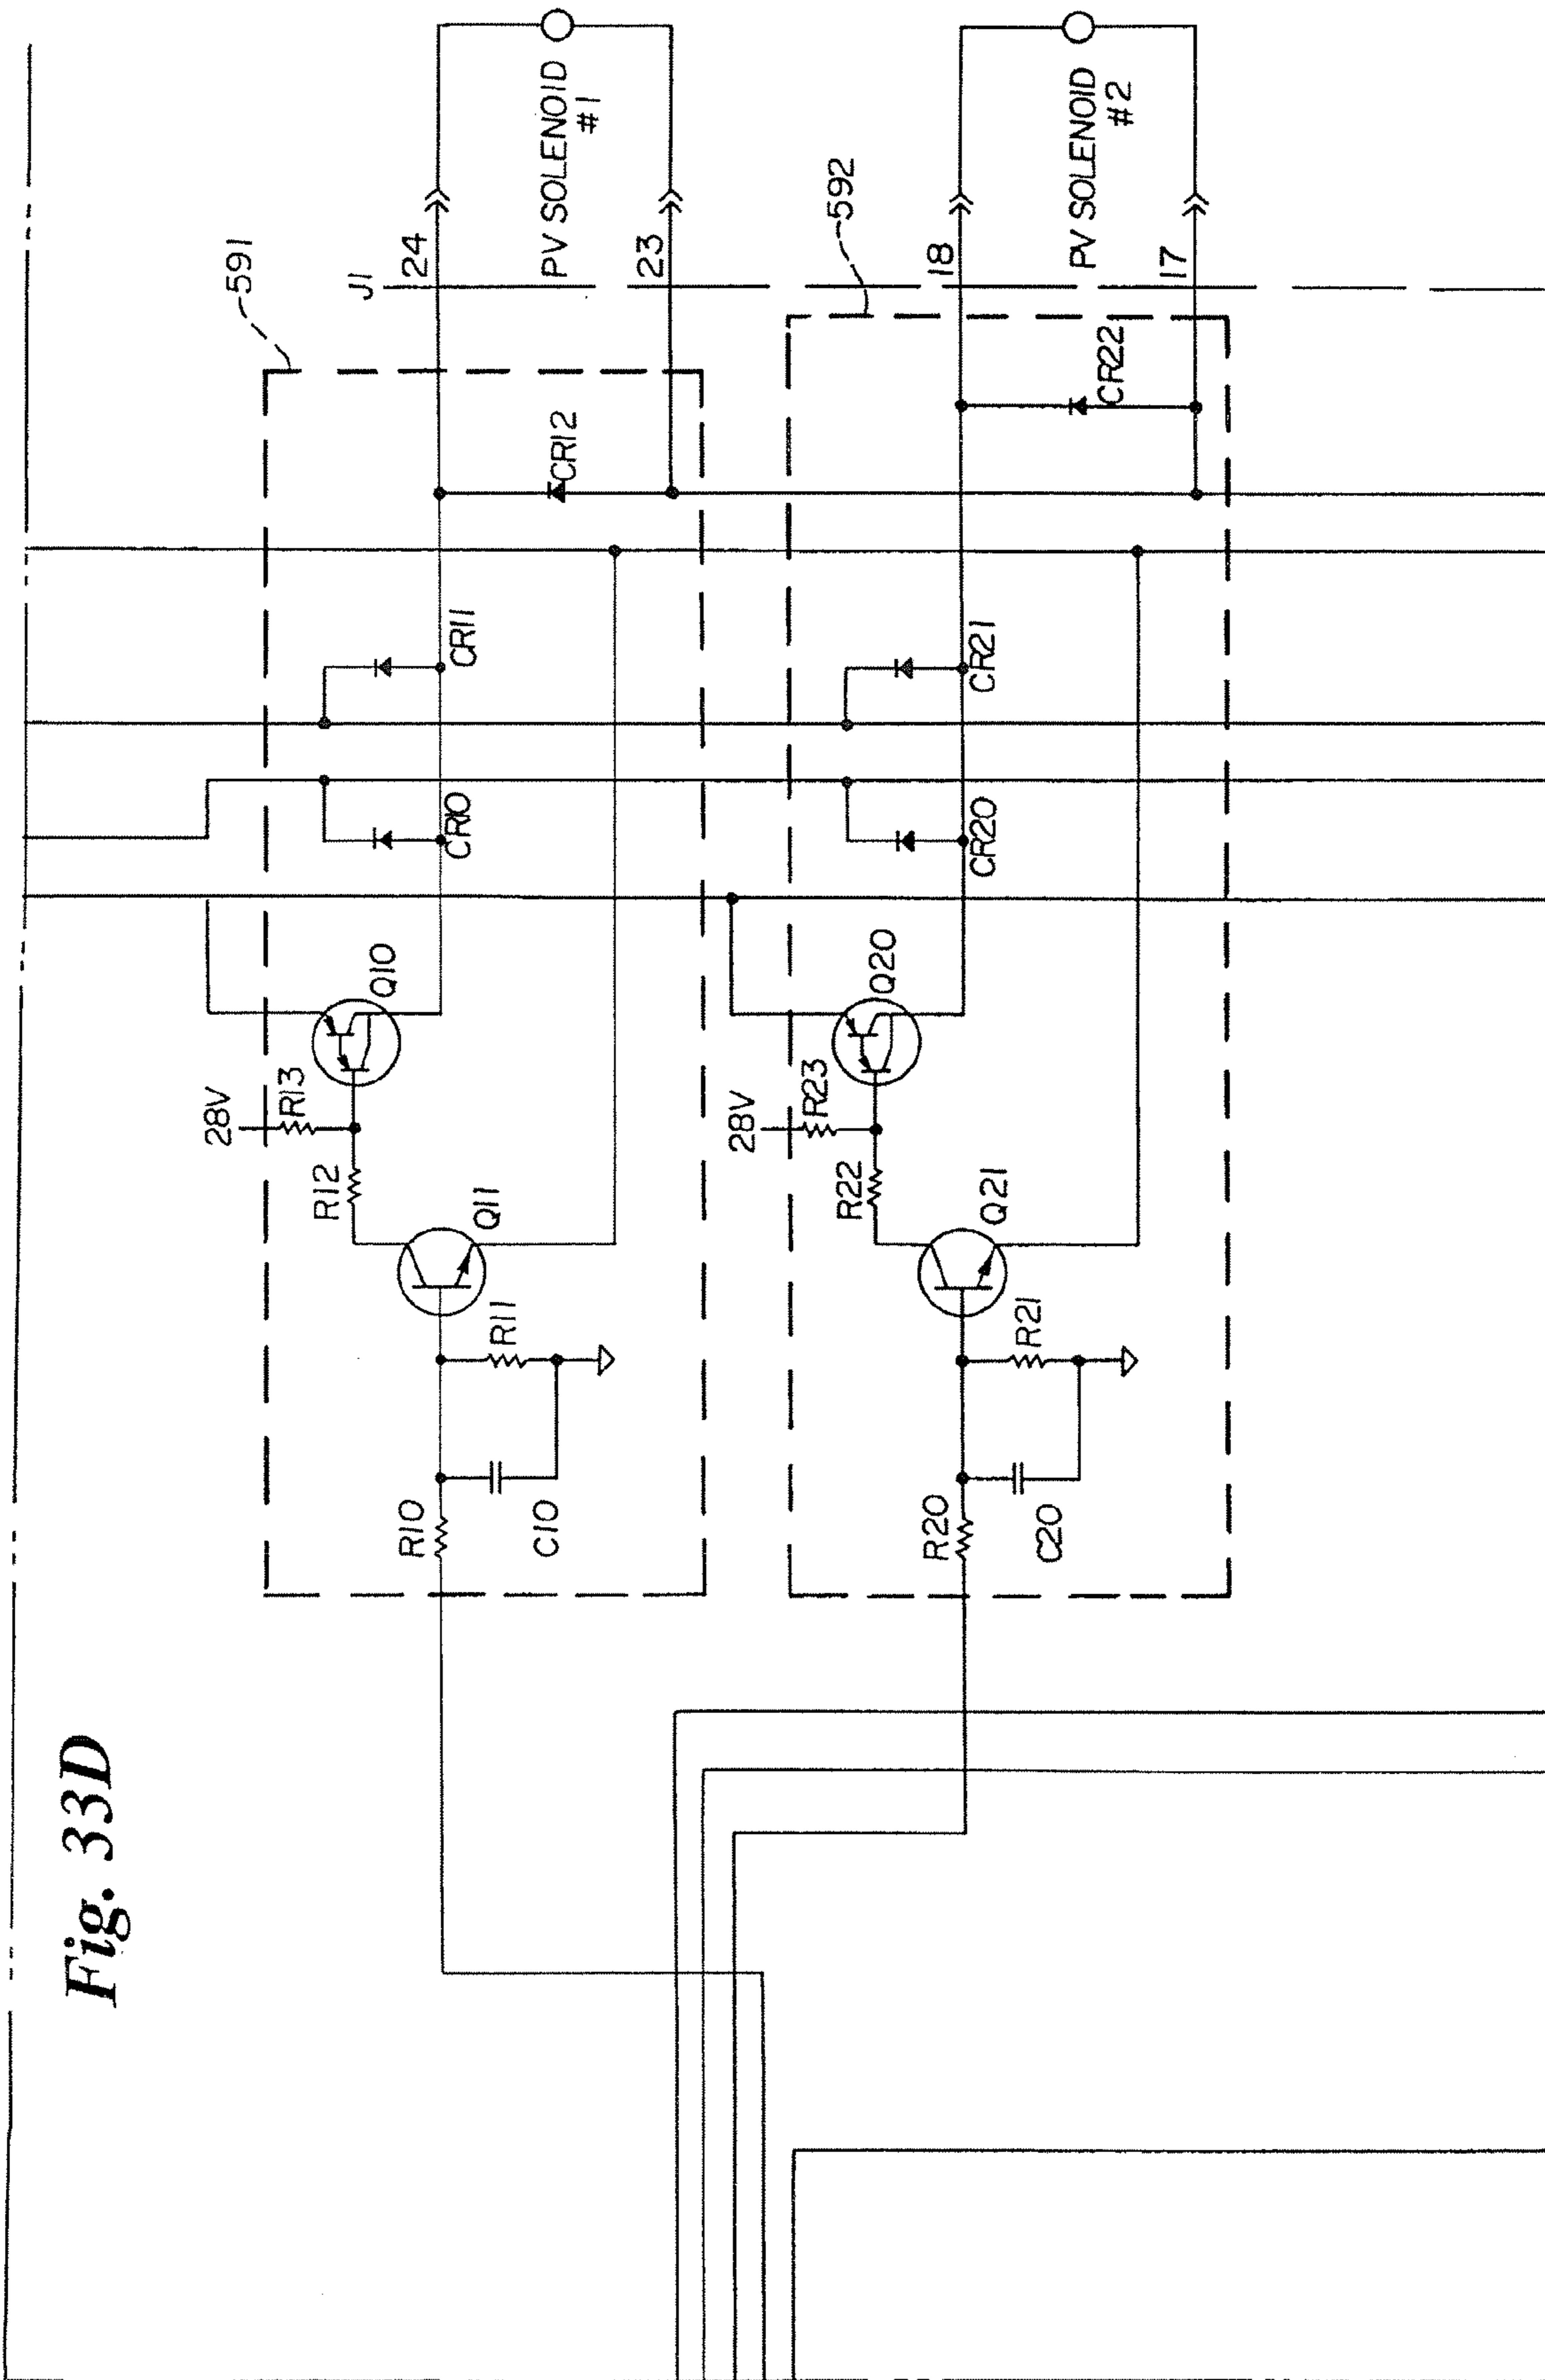 Fig. 33D
591
J1
24
PV SOLENOID
#1
23
CR12
CR11
CR10
28V
R13
Q10
R12
Q11
R11
R10
C10
592
18
PV SOLENOID
#2
17
CR22
CR21
CR20
28V
R23
Q20
R22
Q21
R21
R20
C20